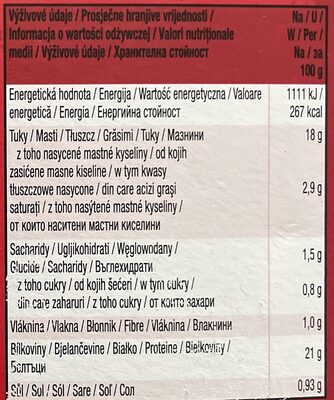 Výživové údaje / Prosječne hranjive vrijednosti / Na / U /
Informacja o wartości odżywczej / Valori nutriționale W / Per /
medii / Výživové údaje / Хранителна стойност Na / за
100 g
Energetická hodnota / Energija / Wartość energetyczna / Valoare 1111 kJ /
energetică / Energia / Енергийна стойност 267 kcal
Tuky / Masti / Tłuszcz / Grăsimi / Tuky / Мазнини 18 g
z toho nasycené mastné kyseliny / od kojih
zasićene masne kiseline / w tym kwasy
tłuszczowe nasycone / din care acizi grași 2,9 g
saturați / z toho nasýtené mastné kyseliny /
от които наситени мастни киселини
Sacharidy / Ugljikohidrati / Węglowodany / 1,5 g
Glucide / Sacharidy / Въглехидрати
z toho cukry / od kojih šećeri / w tym cukry / 0,8 g
din care zaharuri / z toho cukry / от които захари
Vláknina / Vlakna / Błonnik / Fibre / Vláknina / Влакнини 1,0 g
Bílkoviny / Bjelančevine / Białko / Proteine / Bielkoviny / 21 g
Белтъци
Sůl / Sol / Sól / Sare / Soľ / Сол 0,93 g